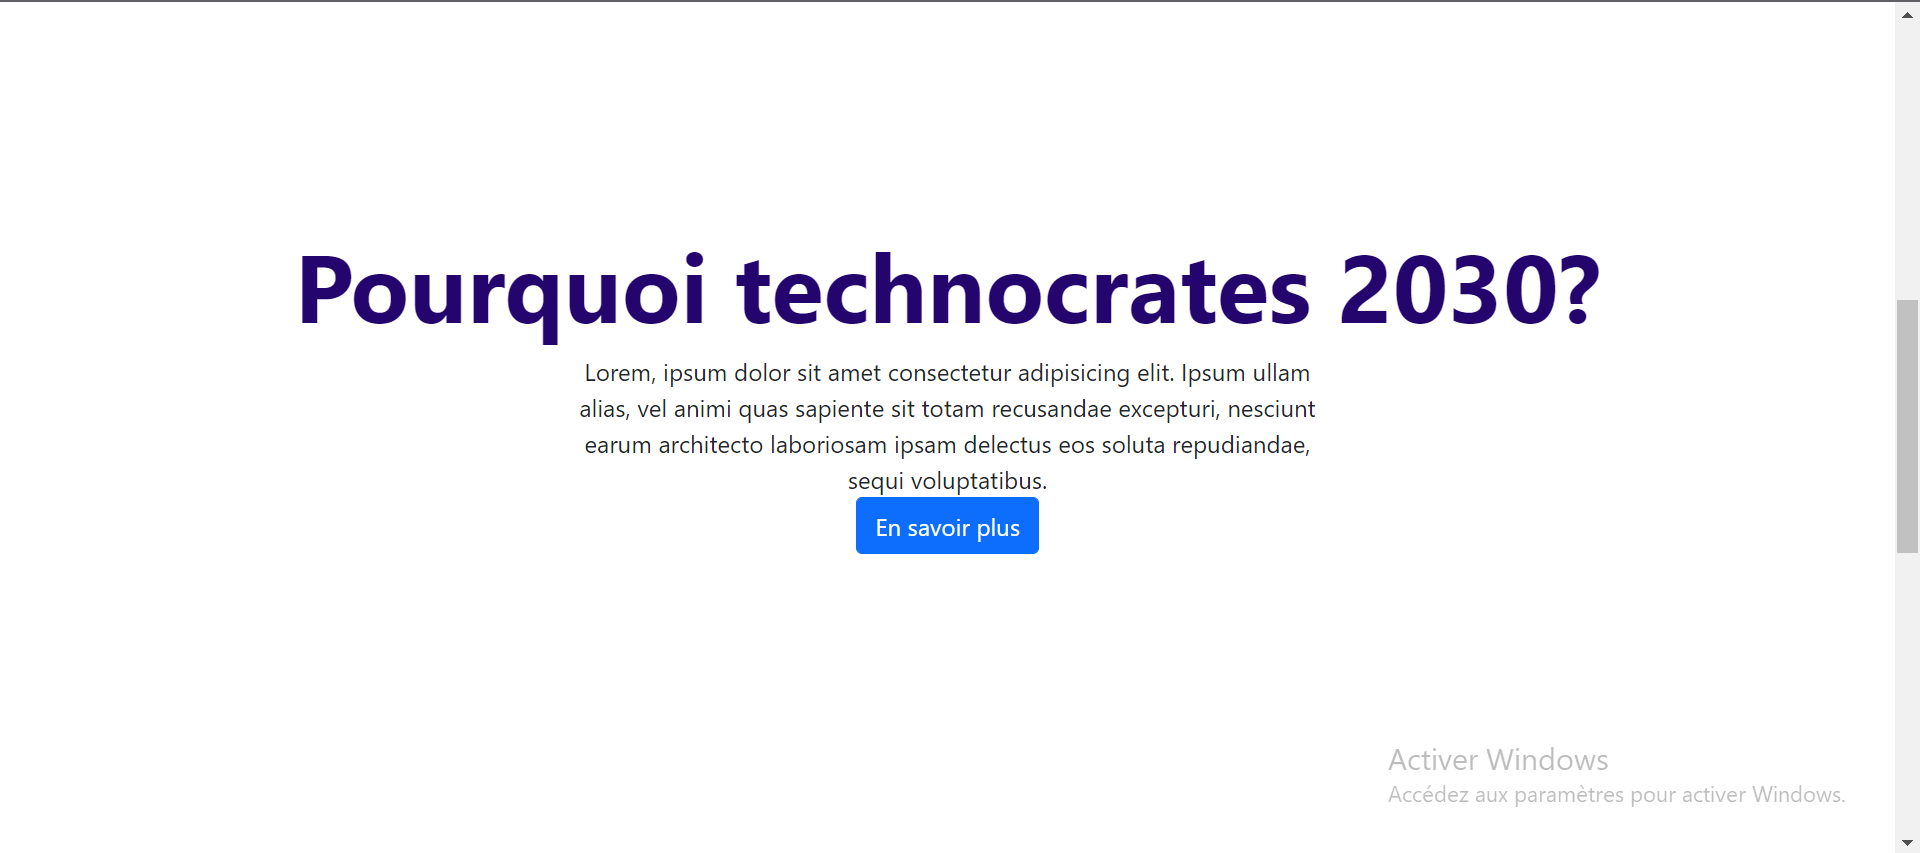 Pourquoi technocrates 2030?
Lorem, ipsum dolor sit amet consectetur adipisicing elit. Ipsum ullam
alias, vel animi quas sapiente sit totam recusandae excepturi, nesciunt
earum architecto laboriosam ipsam delectus eos soluta repudiandae,
sequi voluptatibus.
En savoir plus
Activer Windows
Accédez aux paramètres pour activer Windows.